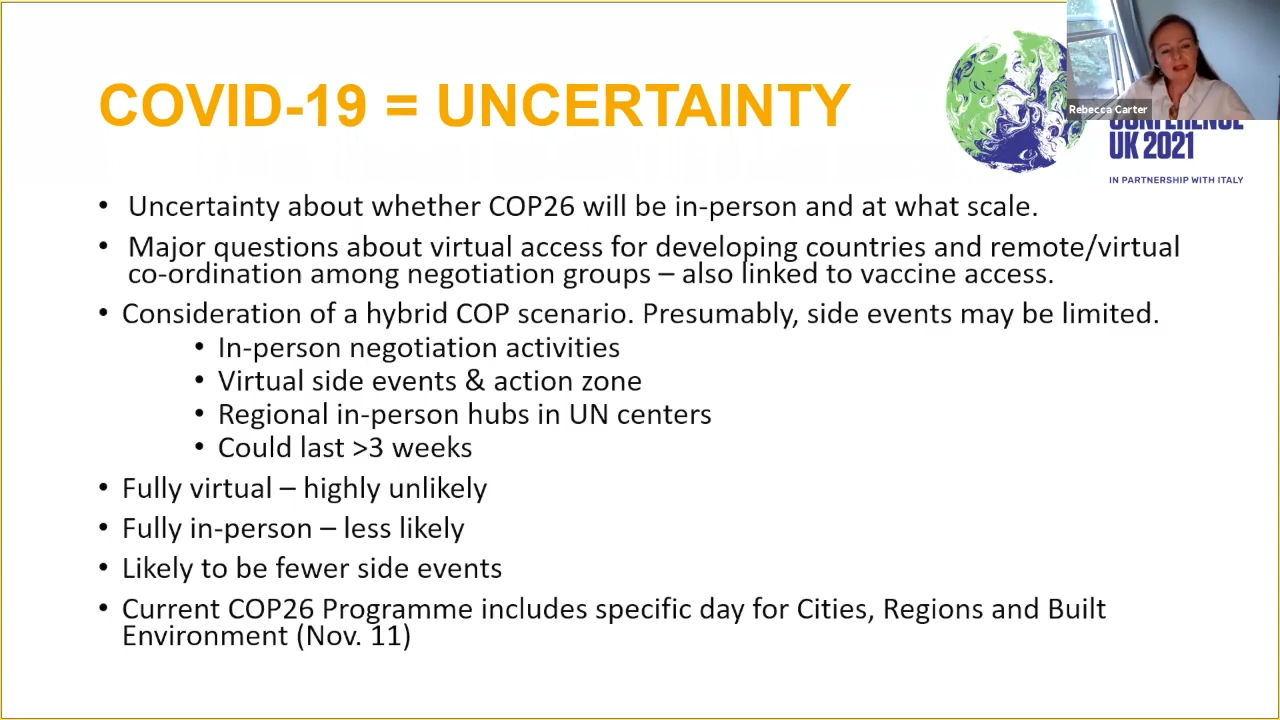 COVID-19 = UNCERTAINTY
Rebecca Carter
UK 2021
IN PARTNERSHIP WITH ITALY
• Uncertainty about whether COP26 will be in-person and at what scale.
• Major questions about virtual access for developing countries and remote/virtual
co-ordination among negotiation groups – also linked to vaccine access.
• Consideration of a hybrid COP scenario. Presumably, side events may be limited.
• In-person negotiation activities
• Virtual side events & action zone
• Regional in-person hubs in UN centers
• Could last >3 weeks
• Fully virtual – highly unlikely
• Fully in-person – less likely
• Likely to be fewer side events
• Current COP26 Programme includes specific day for Cities, Regions and Built
Environment (Nov. 11)